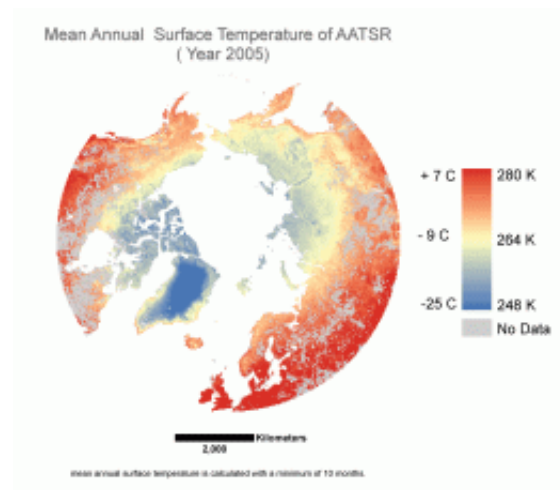 Mean Annual Surface Temperature of AATSR
( Year 2005)
+ 7 C 280 K
- 9 C 264 K
-25 C 248 K
No Data
Kilometers
2,000
mean annual surface temperature is calculated with a minimum of 10 months.